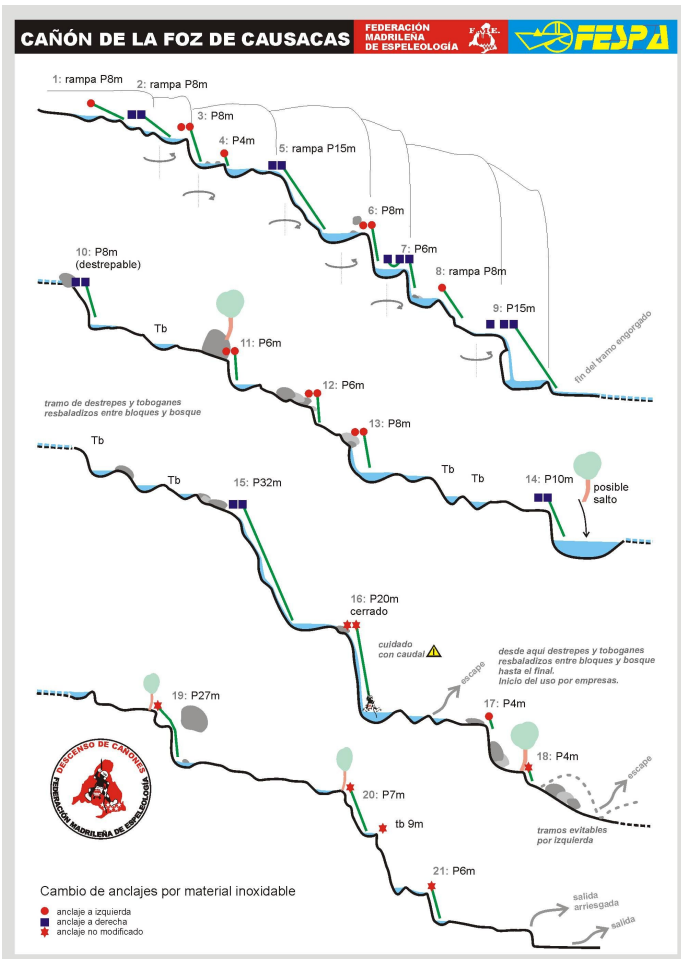 CAÑÓN DE LA FOZ DE CAUSACAS
FEDERACIÓN
MADRILEÑA
DE ESPELEOLOGÍA
F. M. E.
FESPA
1: rampa P8m
2: rampa P8m
3: P8m
4: P4m
5: rampa P15m
6: P8m
7: P6m
8: rampa P8m
9: P15m
fin del tramo engorgado
10: P8m
(destrepable)
Tb
11: P6m
12: P6m
13: P8m
tramo de destrepes y toboganes
resbaladizos entre bloques y bosque
Tb
Tb
14: P10m
posible
salto
Tb
Tb
15: P32m
16: P20m
cerrado
cuidado
con caudal
desde aquí destrepes y toboganes
resbaladizos entre bloques y bosque
hasta el final.
Inicio del uso por empresas.
escape
17: P4m
18: P4m
escape
tramos evitables
por izquierda
19: P27m
20: P7m
tb 9m
21: P6m
salida
arriesgada
salida
DESCENSO DE CAÑONES
FEDERACIÓN MADRILEÑA DE ESPELEOLOGÍA
Cambio de anclajes por material inoxidable
anclaje a izquierda
anclaje a derecha
anclaje no modificado